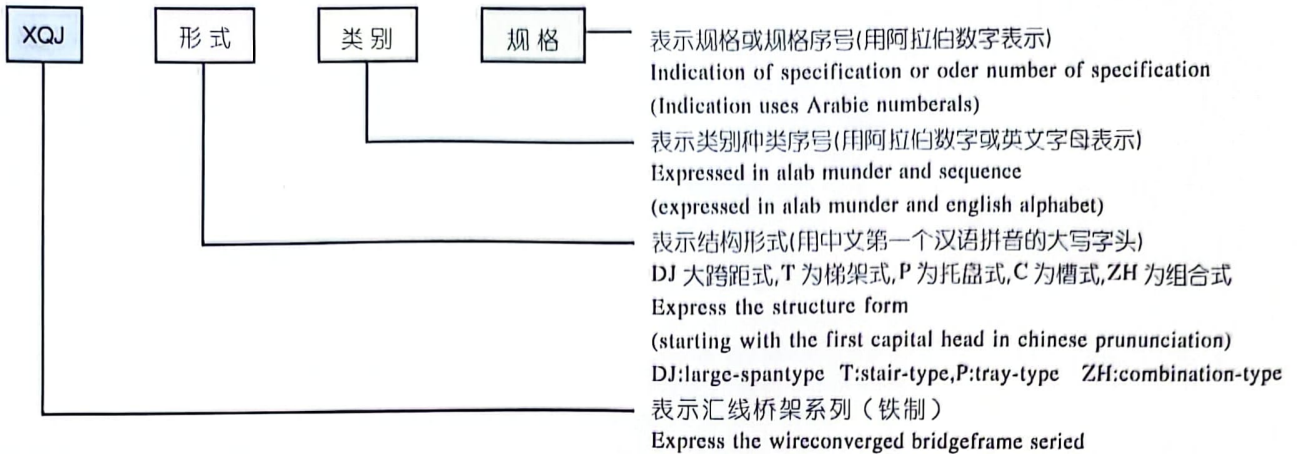 XQJ 形式 类别 规格
表示规格或规格序号(用阿拉伯数字表示)
Indication of specification or oder number of specification
(Indication uses Arabic numberals)
表示类别种类序号(用阿拉伯数字或英文字母表示)
Expressed in alab munder and sequence
(expressed in alab munder and english alphabet)
表示结构形式(用中文第一个汉语拼音的大写字头)
DJ 大跨距式,T 为梯架式,P 为托盘式,C 为槽式,ZH 为组合式
Express the structure form
(starting with the first capital head in chinese prununciation)
DJ:large-spantype T:stair-type,P:tray-type ZH:combination-type
表示汇线桥架系列（铁制）
Express the wireconverged bridgeframe seried